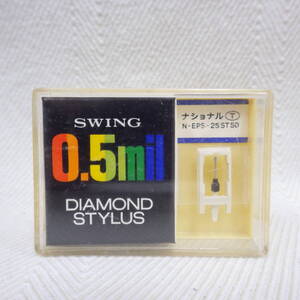 SWING
0.5mil
DIAMOND
STYLUS
ナショナル Ⓣ
N-EPS-25STSD